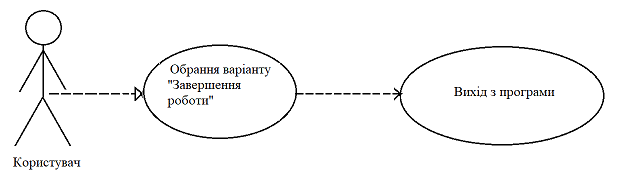 Обрання варіанту
"Завершення
роботи"
Вихід з програми
Користувач